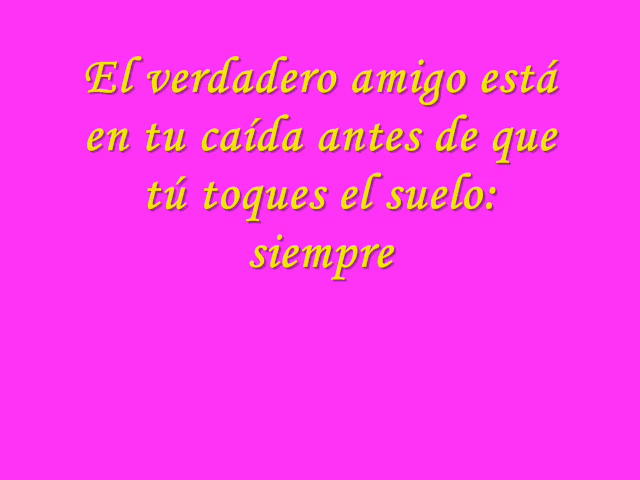 El verdadero amigo está
en tu caída antes de que
tú toques el suelo:
siempre